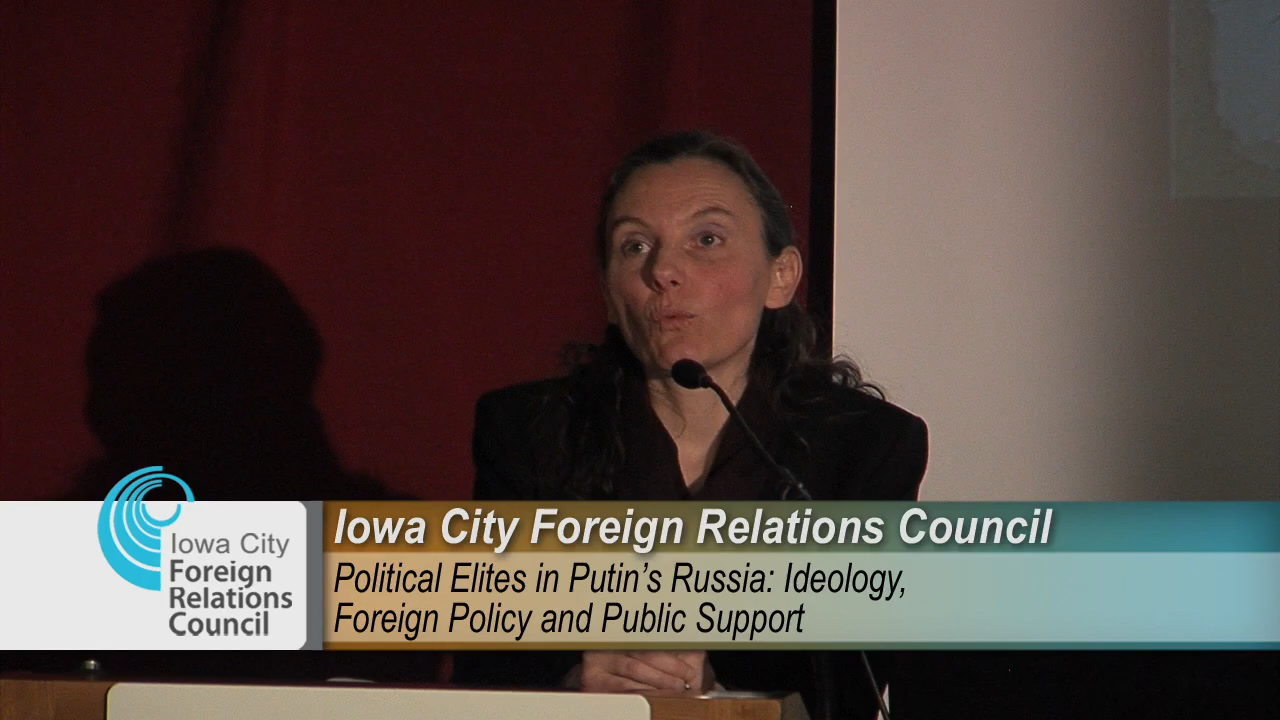 Iowa City Foreign Relations Council
Political Elites in Putin's Russia: Ideology,
Foreign Policy and Public Support
Iowa City
Foreign
Relations
Council